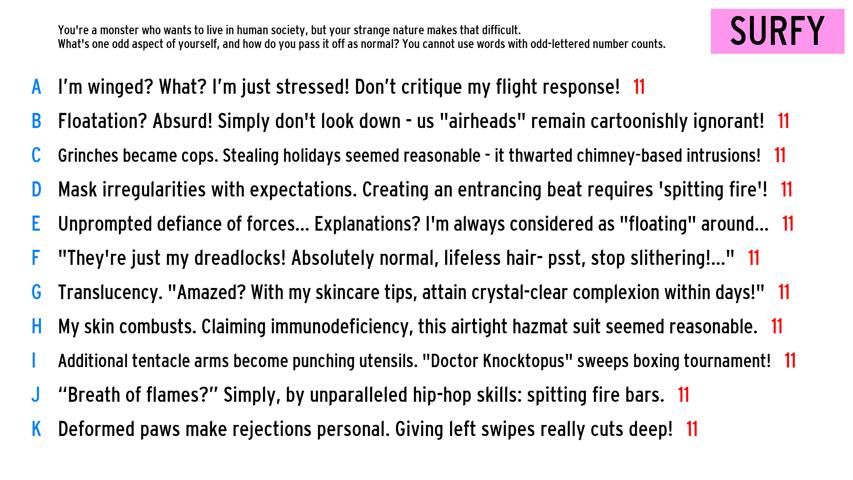 You're a monster who wants to live in human society, but your strange nature makes that difficult.
What's one odd aspect of yourself, and how do you pass it off as normal? You cannot use words with odd-lettered number counts.
SURFY
A I’m winged? What? I’m just stressed! Don’t critique my flight response! 11
B Floatation? Absurd! Simply don't look down - us "airheads" remain cartoonishly ignorant! 11
C Grinches became cops. Stealing holidays seemed reasonable - it thwarted chimney-based intrusions! 11
D Mask irregularities with expectations. Creating an entrancing beat requires 'spitting fire'! 11
E Unprompted defiance of forces... Explanations? I'm always considered as "floating" around... 11
F "They're just my dreadlocks! Absolutely normal, lifeless hair- psst, stop slithering!..." 11
G Translucency. "Amazed? With my skincare tips, attain crystal-clear complexion within days!" 11
H My skin combusts. Claiming immunodeficiency, this airtight hazmat suit seemed reasonable. 11
I Additional tentacle arms become punching utensils. "Doctor Knocktopus" sweeps boxing tournament! 11
J “Breath of flames?” Simply, by unparalleled hip-hop skills: spitting fire bars. 11
K Deformed paws make rejections personal. Giving left swipes really cuts deep! 11